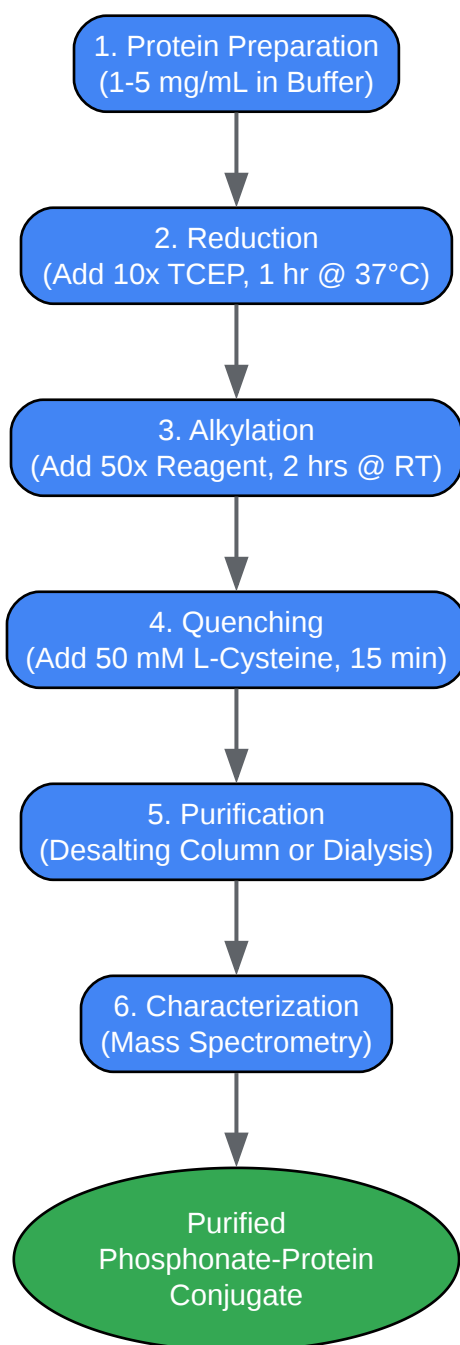 1. Protein Preparation
(1-5 mg/mL in Buffer)
2. Reduction
(Add 10x TCEP, 1 hr @ 37°C)
3. Alkylation
(Add 50x Reagent, 2 hrs @ RT)
4. Quenching
(Add 50 mM L-Cysteine, 15 min)
5. Purification
(Desalting Column or Dialysis)
6. Characterization
(Mass Spectrometry)
Purified
Phosphonate-Protein
Conjugate